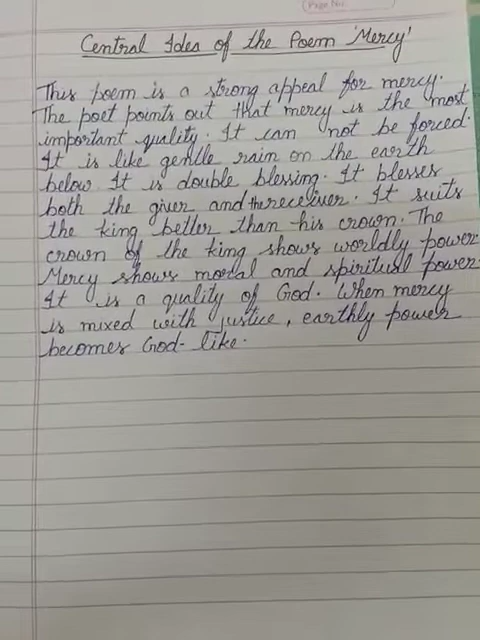 Page No.
Central Idea of the Poem 'Mercy'
This poem is a strong appeal for mercy.
The poet points out that mercy is the most
important quality. It can not be forced.
It is like gentle rain on the earth
below. It is double blessing. It blesses
both the giver and the receiver. It suits
the king better than his crown. The
crown of the king shows worldly power.
Mercy shows moral and spiritual power.
It is a quality of God. When mercy
is mixed with justice, earthly power
becomes God-like.